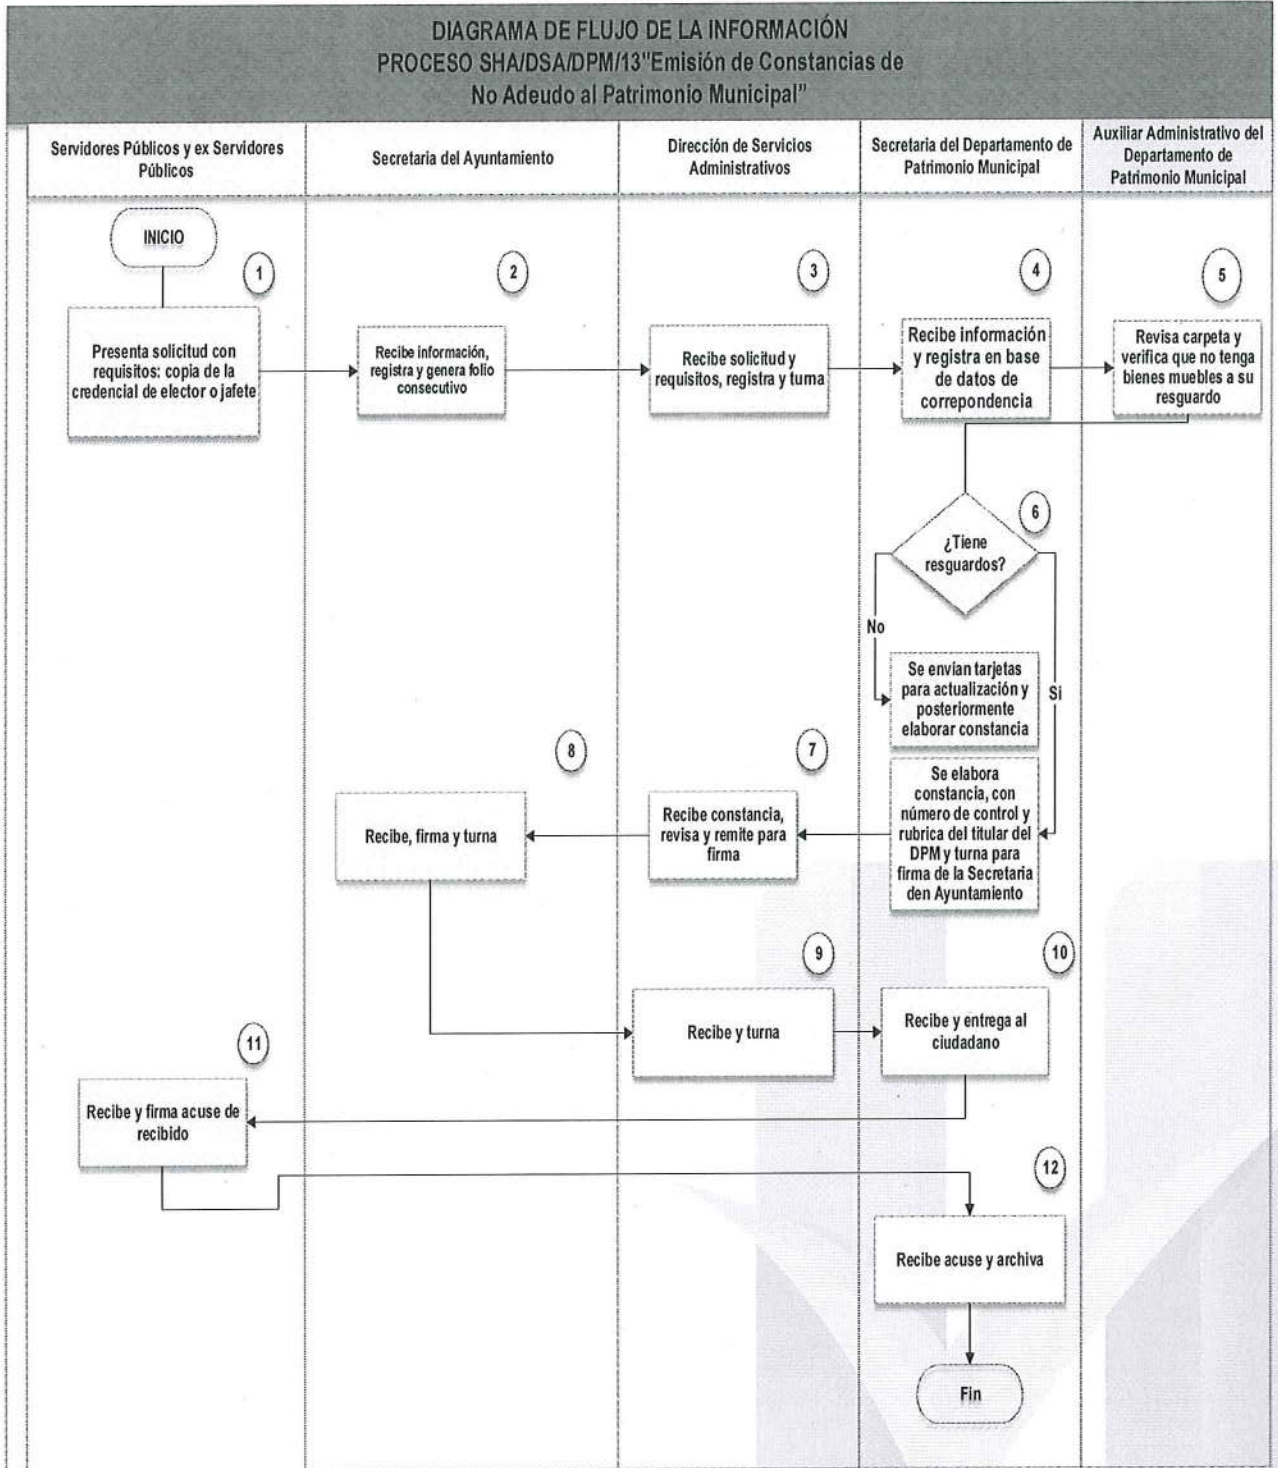 DIAGRAMA DE FLUJO DE LA INFORMACIÓN
PROCESO SHA/DSA/DPM/13"Emisión de Constancias de
No Adeudo al Patrimonio Municipal"
Servidores Públicos y ex Servidores
Públicos
Secretaria del Ayuntamiento
Dirección de Servicios
Administrativos
Secretaria del Departamento de
Patrimonio Municipal
Auxiliar Administrativo del
Departamento de
Patrimonio Municipal
INICIO
1
Presenta solicitud con
requisitos: copia de la
credencial de elector o jafete
2
Recibe información,
registra y genera folio
consecutivo
3
Recibe solicitud y
requisitos, registra y turna
4
Recibe información
y registra en base
de datos de
correpondencia
5
Revisa carpeta y
verifica que no tenga
bienes muebles a su
resguardo
6
¿Tiene
resguardos?
No
Si
Se envían tarjetas
para actualización y
posteriormente
elaborar constancia
Se elabora
constancia, con
número de control y
rubrica del titular del
DPM y turna para
firma de la Secretaria
den Ayuntamiento
7
Recibe constancia,
revisa y remite para
firma
8
Recibe, firma y turna
9
Recibe y turna
10
Recibe y entrega al
ciudadano
11
Recibe y firma acuse de
recibido
12
Recibe acuse y archiva
Fin